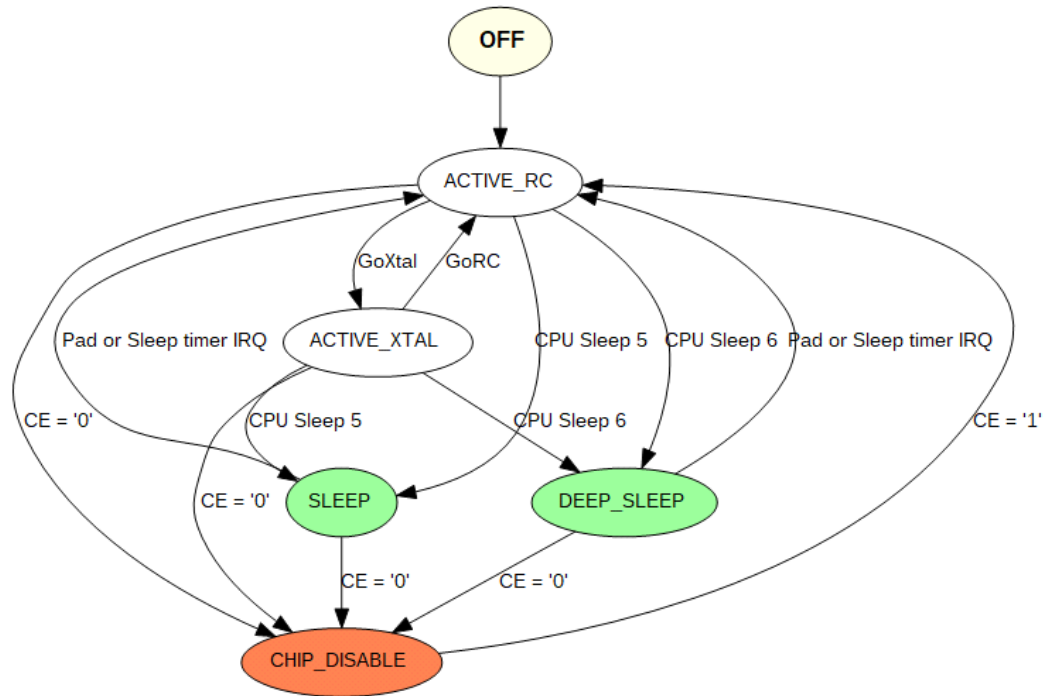 OFF
ACTIVE_RC
GoXtal
GoRC
Pad or Sleep timer IRQ
ACTIVE_XTAL
CPU Sleep 5
CPU Sleep 6
Pad or Sleep timer IRQ
CE = '0'
CPU Sleep 5
CPU Sleep 6
CE = '1'
CE = '0'
SLEEP
DEEP_SLEEP
CE = '0'
CE = '0'
CHIP_DISABLE